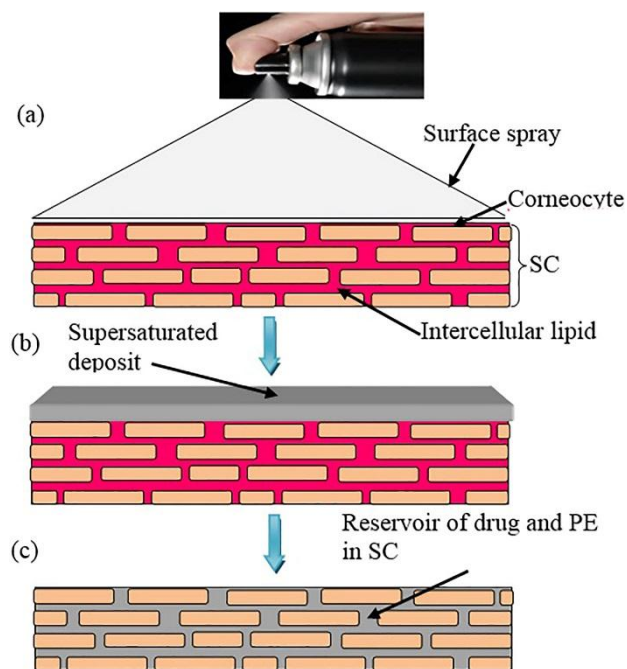 (a)
Surface spray
Corneocyte
SC
Intercellular lipid
(b)
Supersaturated
deposit
(c)
Reservoir of drug and PE
in SC